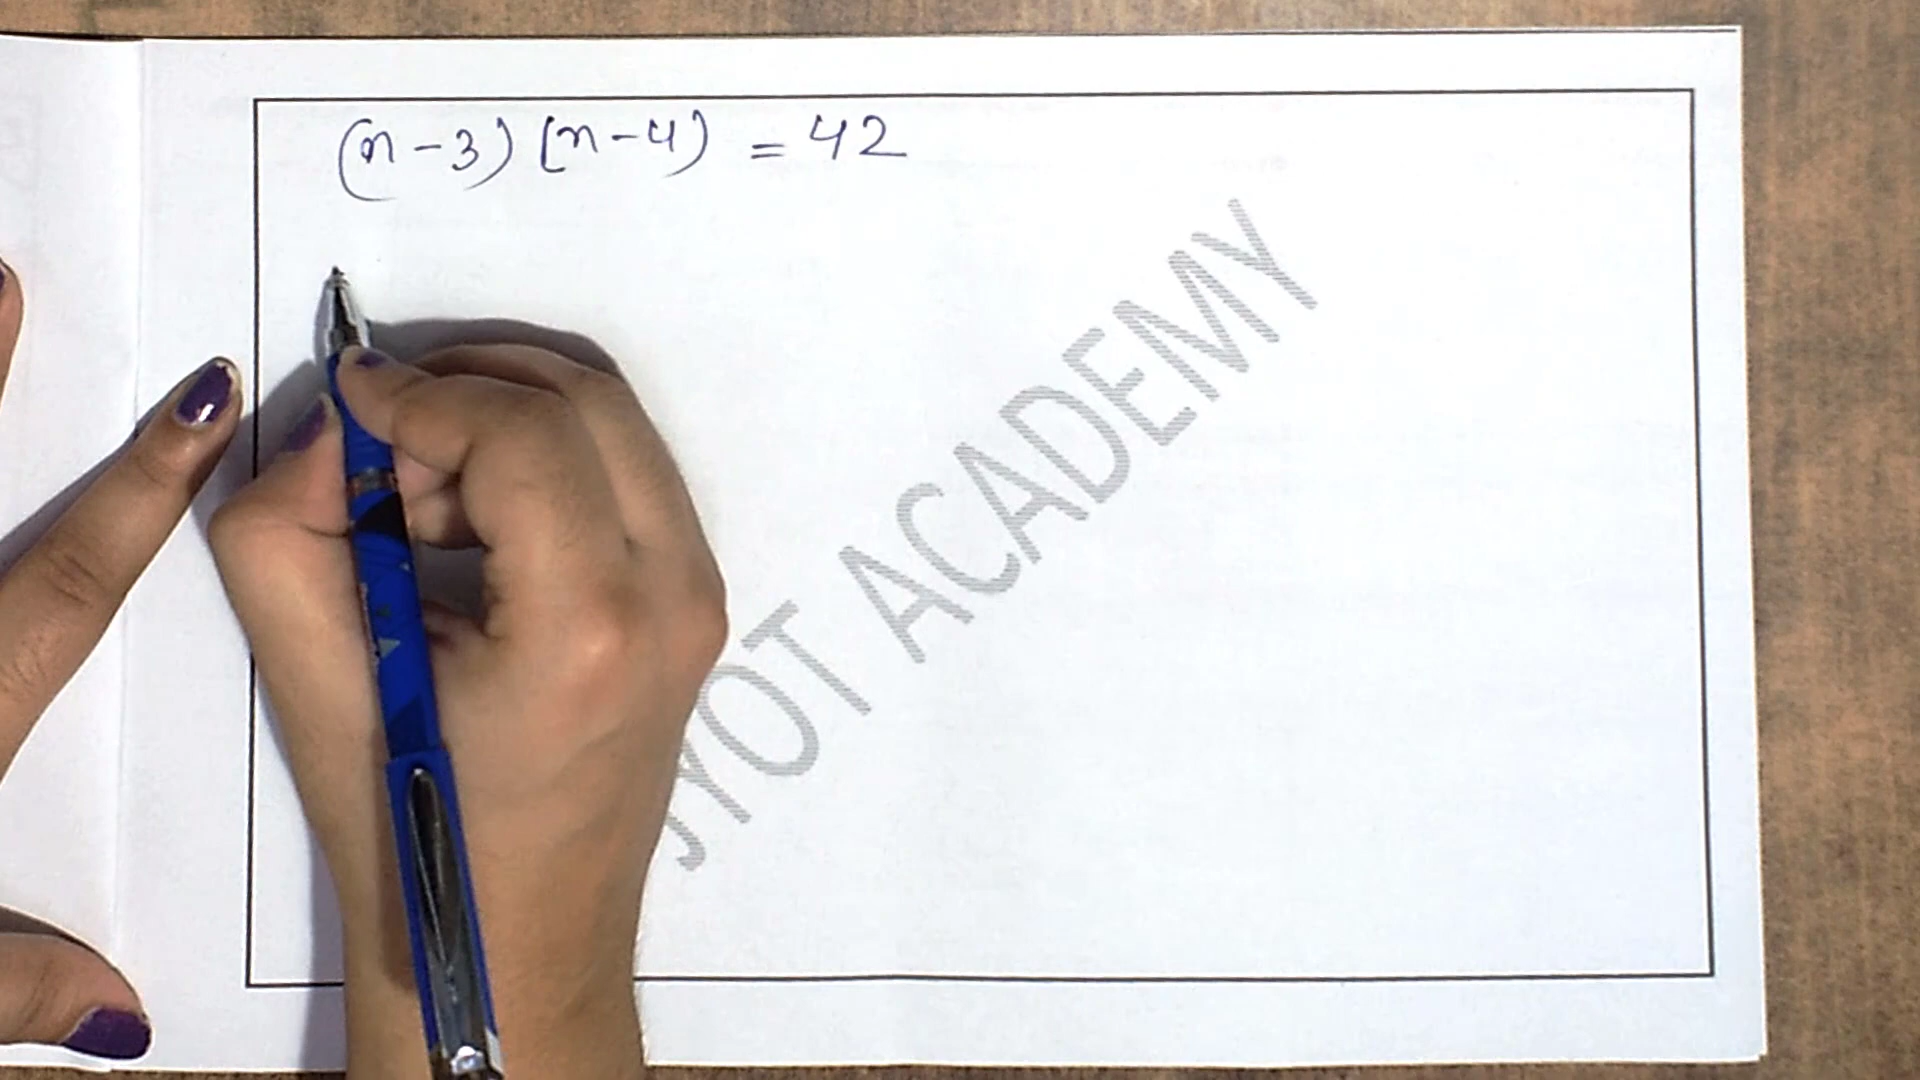 (n - 3) (n - 4) = 42
JYOT ACADEMY